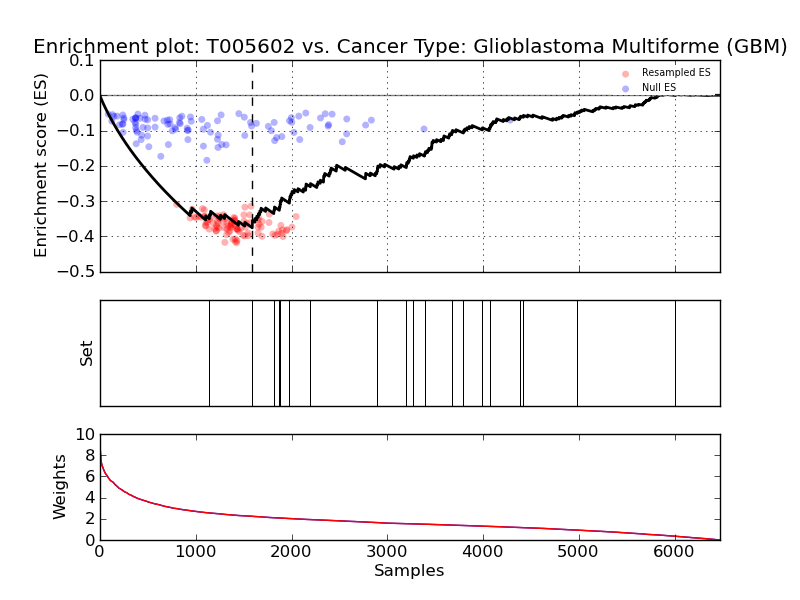 Enrichment plot: T005602 vs. Cancer Type: Glioblastoma Multiforme (GBM)
Enrichment score (ES)
0.1
0.0
−0.1
−0.2
−0.3
−0.4
−0.5
Resampled ES
Null ES
Set
Weights
10
8
6
4
2
0
0 1000 2000 3000 4000 5000 6000
Samples